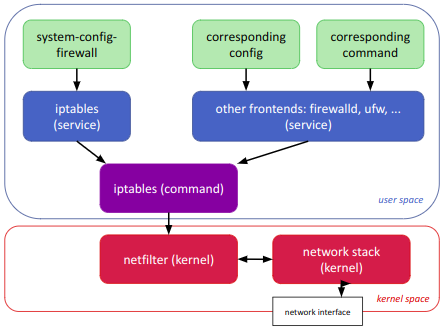 system-config-
firewall
corresponding
config
corresponding
command
iptables
(service)
other frontends: firewalld, ufw, ...
(service)
iptables (command)
user space
netfilter (kernel)
network stack
(kernel)
kernel space
network interface